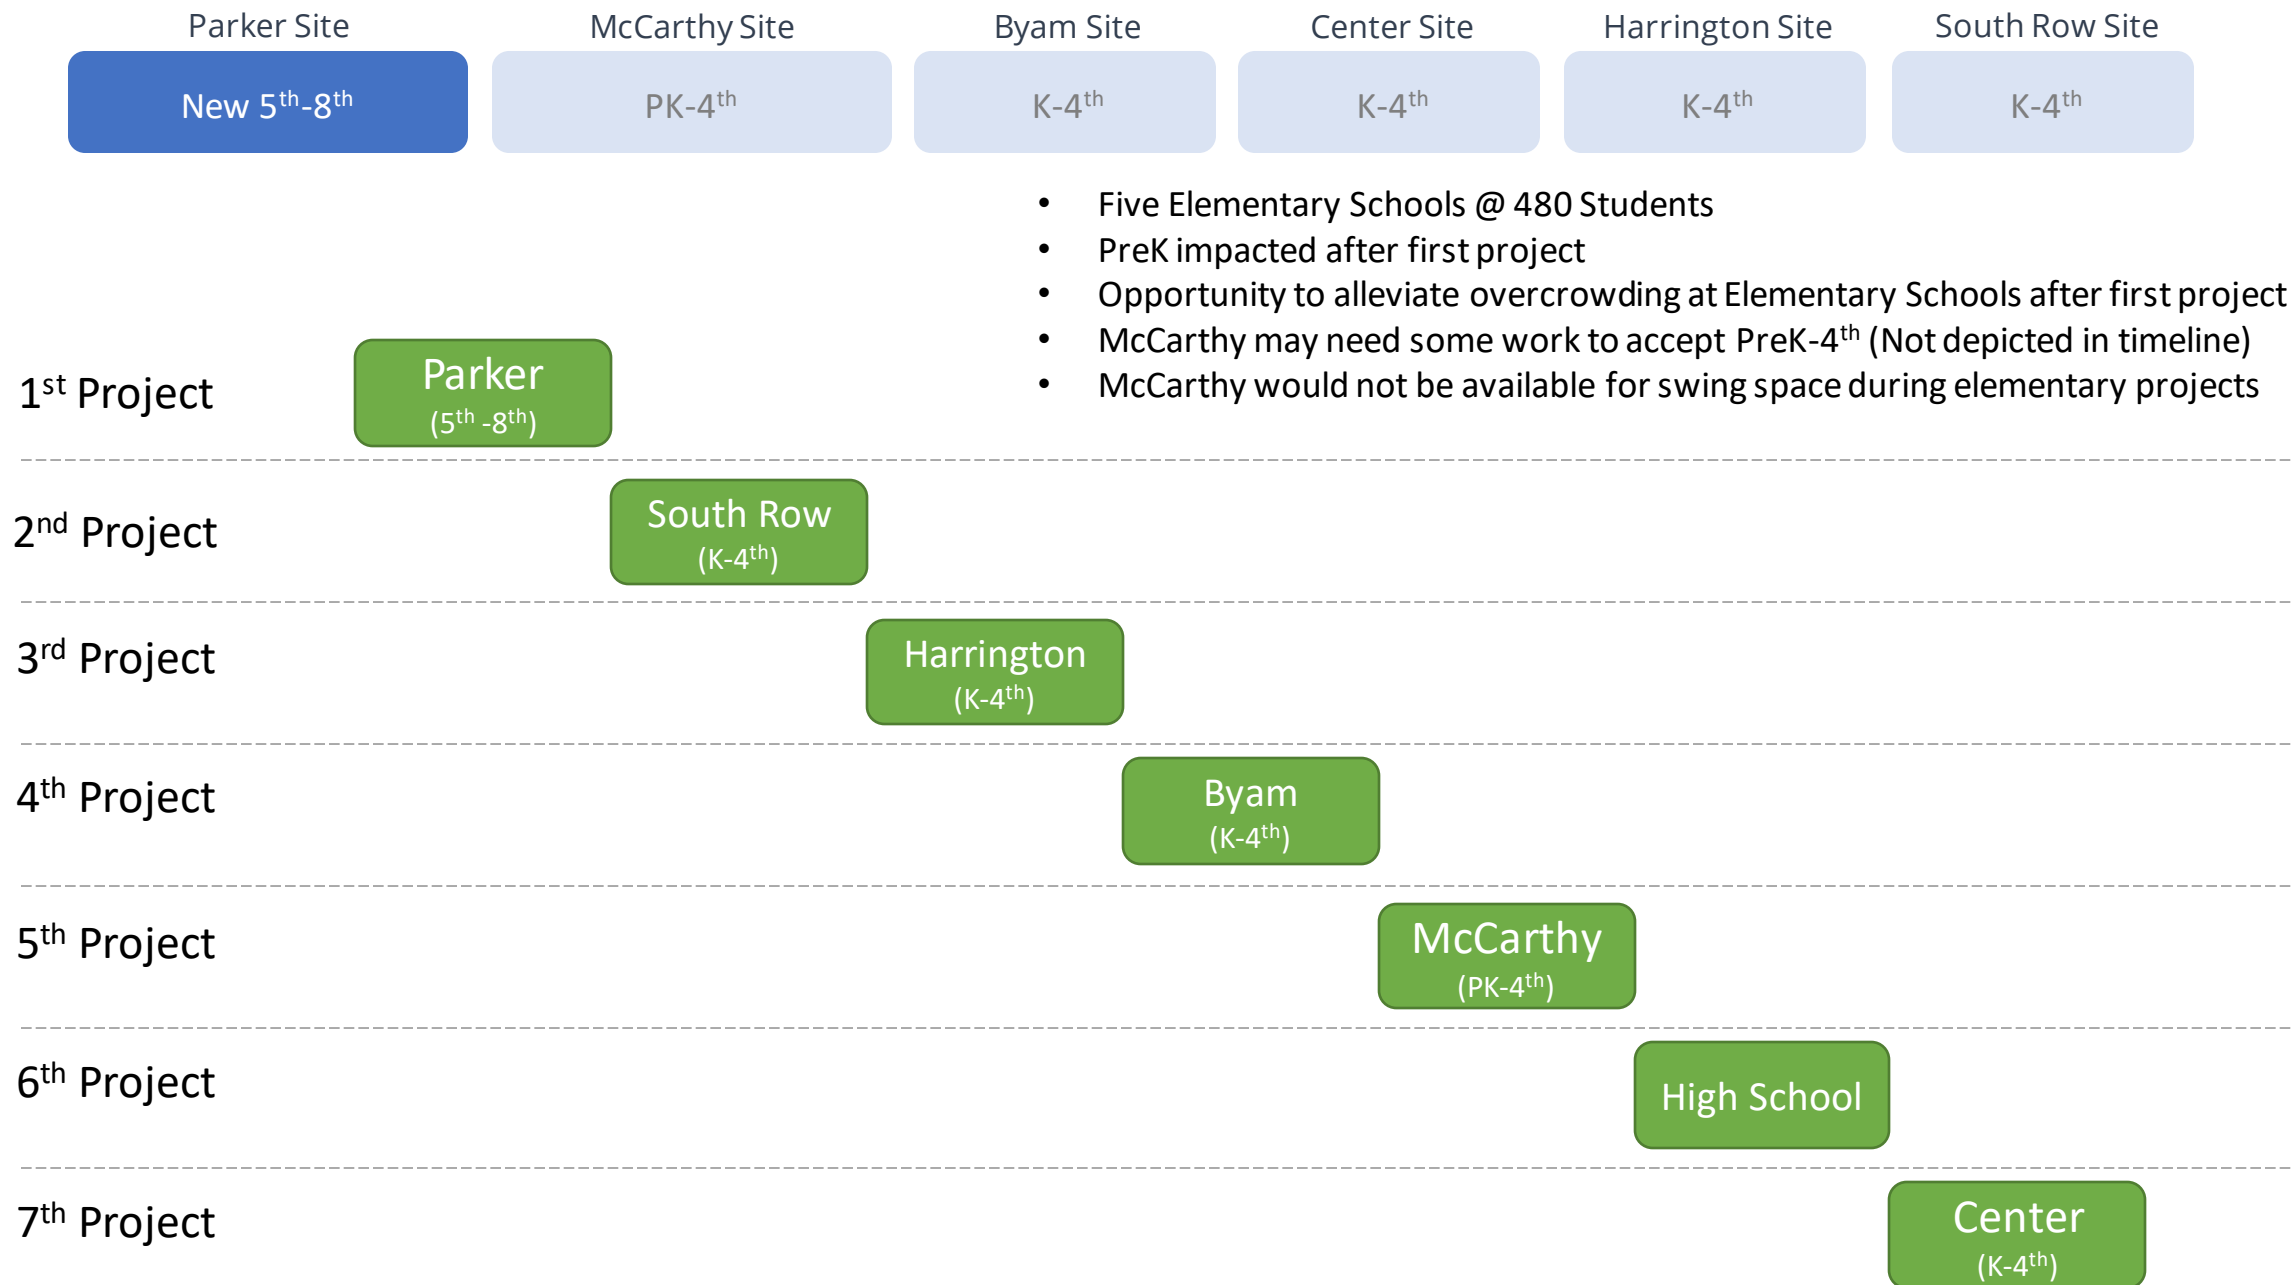 Parker Site
McCarthy Site
Byam Site
Center Site
Harrington Site
South Row Site
New 5th-8th
PK-4th
K-4th
K-4th
K-4th
K-4th
• Five Elementary Schools @ 480 Students
• PreK impacted after first project
• Opportunity to alleviate overcrowding at Elementary Schools after first project
• McCarthy may need some work to accept PreK-4th (Not depicted in timeline)
• McCarthy would not be available for swing space during elementary projects
1st Project
Parker
(5th -8th)
2nd Project
South Row
(K-4th)
3rd Project
Harrington
(K-4th)
4th Project
Byam
(K-4th)
5th Project
McCarthy
(PK-4th)
6th Project
High School
7th Project
Center
(K-4th)